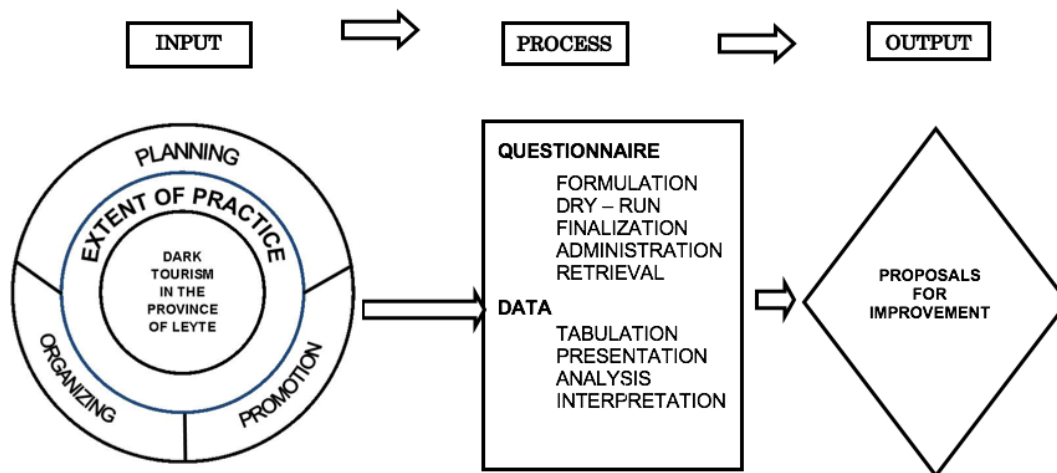 INPUT
PROCESS
OUTPUT
PLANNING
EXTENT OF PRACTICE
DARK
TOURISM
IN THE
PROVINCE
OF LEYTE
ORGANIZING
PROMOTION
QUESTIONNAIRE
FORMULATION
DRY – RUN
FINALIZATION
ADMINISTRATION
RETRIEVAL
DATA
TABULATION
PRESENTATION
ANALYSIS
INTERPRETATION
PROPOSALS
FOR
IMPROVEMENT